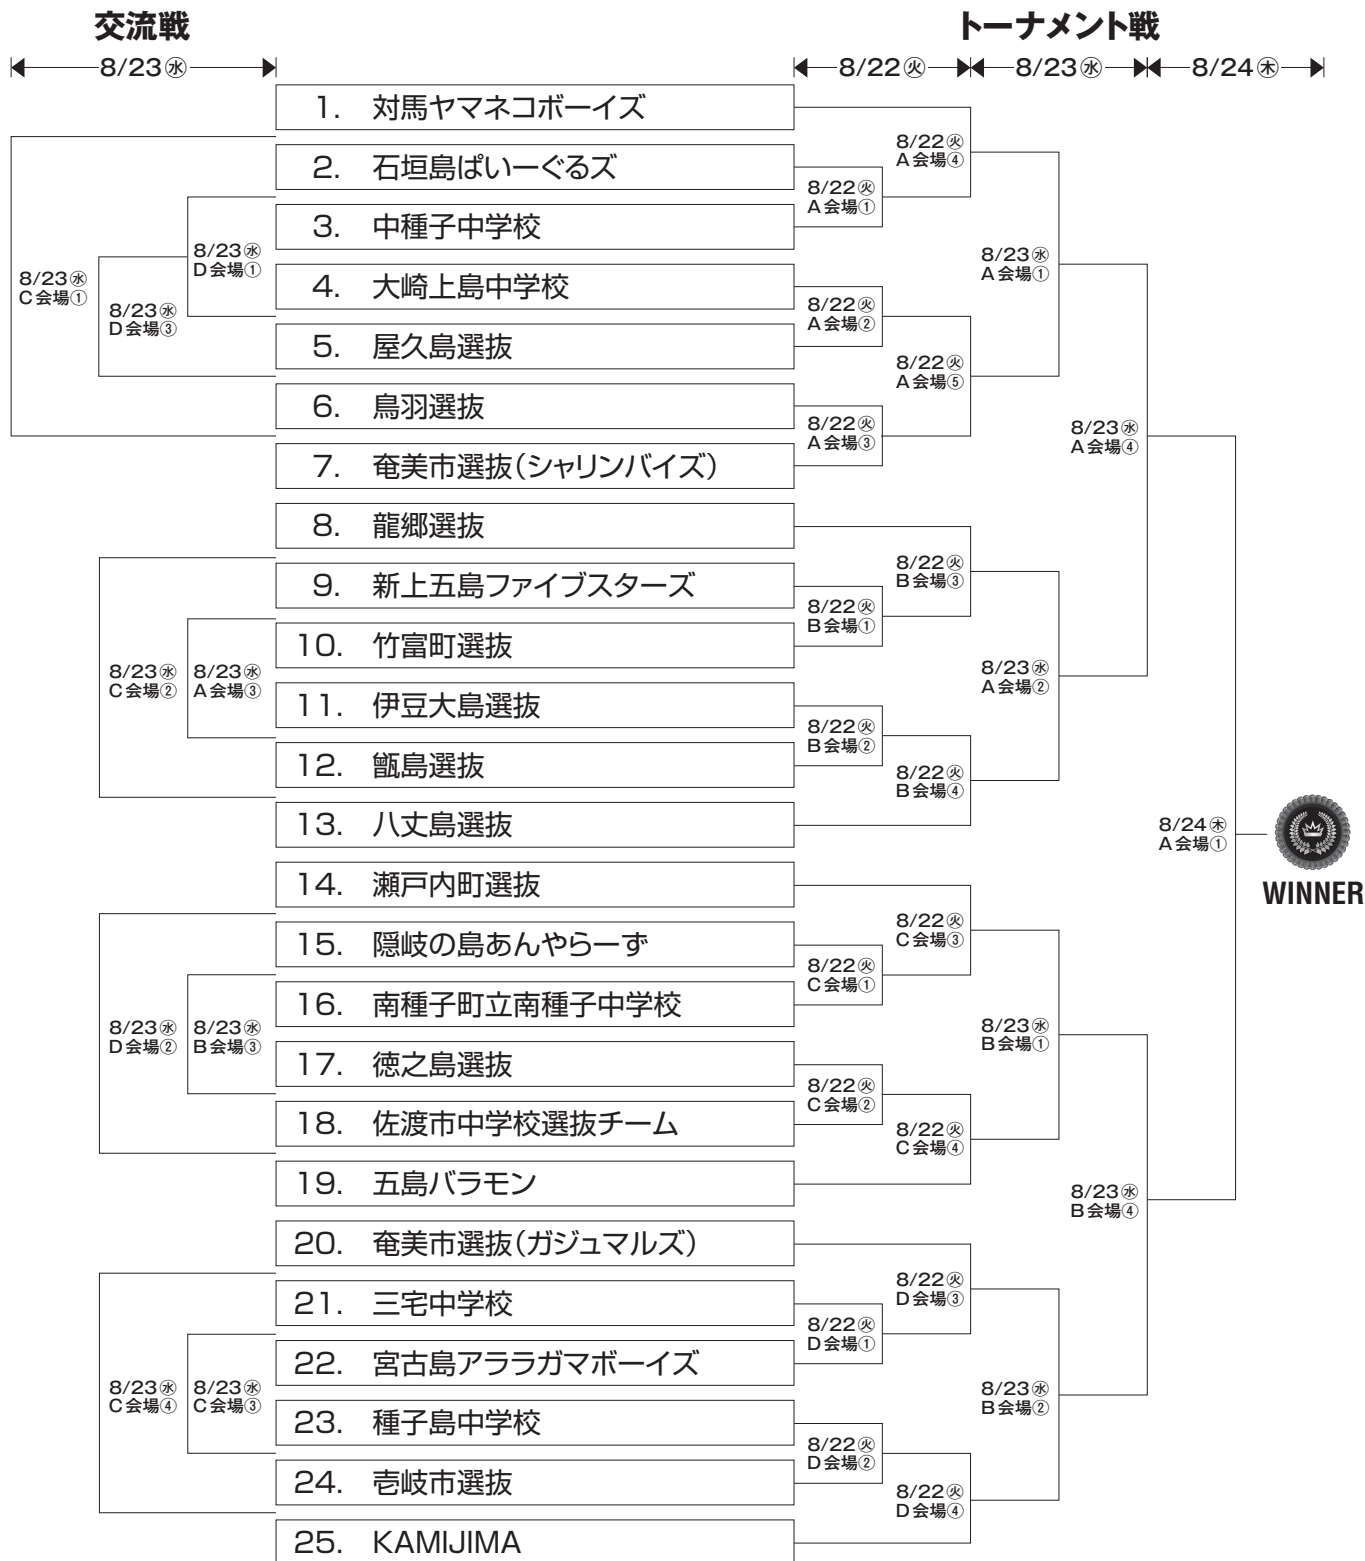 交流戦
トーナメント戦
8/23㊌
8/22㊋
8/23㊌
8/24㊍
1. 対馬ヤマネコボーイズ
2. 石垣島ぱいーぐるズ
3. 中種子中学校
4. 大崎上島中学校
5. 屋久島選抜
6. 鳥羽選抜
7. 奄美市選抜（シャリンバイズ）
8. 龍郷選抜
9. 新上五島ファイブスターズ
10. 竹富町選抜
11. 伊豆大島選抜
12. 甑島選抜
13. 八丈島選抜
14. 瀬戸内町選抜
15. 隠岐の島あんやらーず
16. 南種子町立南種子中学校
17. 徳之島選抜
18. 佐渡市中学校選抜チーム
19. 五島バラモン
20. 奄美市選抜（ガジュマルズ）
21. 三宅中学校
22. 宮古島アララガマボーイズ
23. 種子島中学校
24. 壱岐市選抜
25. KAMIJIMA
8/23㊌
C会場①
8/23㊌
D会場③
8/23㊌
D会場①
8/23㊌
C会場②
8/23㊌
A会場③
8/23㊌
D会場②
8/23㊌
B会場③
8/23㊌
C会場④
8/23㊌
C会場③
8/22㊋
A会場①
8/22㊋
A会場②
8/22㊋
A会場③
8/22㊋
B会場①
8/22㊋
B会場②
8/22㊋
C会場①
8/22㊋
C会場②
8/22㊋
D会場①
8/22㊋
D会場②
8/22㊋
A会場④
8/22㊋
A会場⑤
8/22㊋
B会場③
8/22㊋
B会場④
8/22㊋
C会場③
8/22㊋
C会場④
8/22㊋
D会場③
8/22㊋
D会場④
8/23㊌
A会場①
8/23㊌
A会場②
8/23㊌
B会場①
8/23㊌
B会場②
8/23㊌
A会場④
8/23㊌
B会場④
8/24㊍
A会場①
WINNER